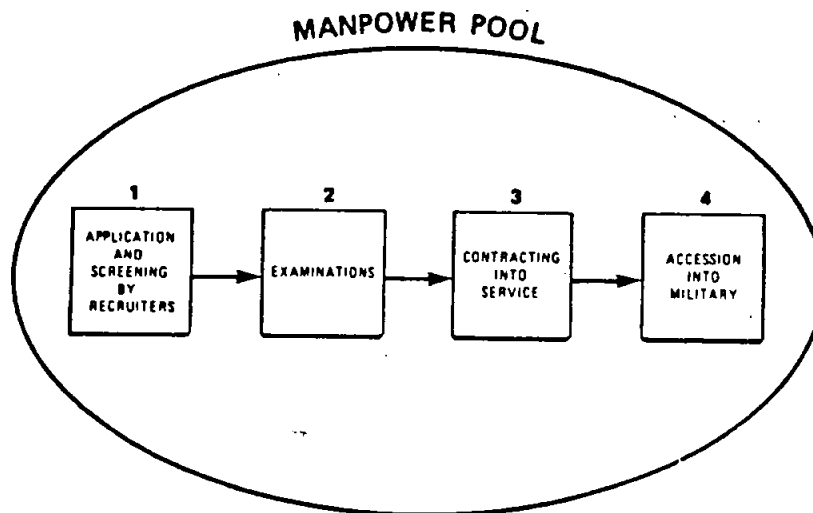 MANPOWER POOL
1
APPLICATION
AND
SCREENING
BY
RECRUITERS
2
EXAMINATIONS
3
CONTRACTING
INTO
SERVICE
4
ACCESSION
INTO
MILITARY